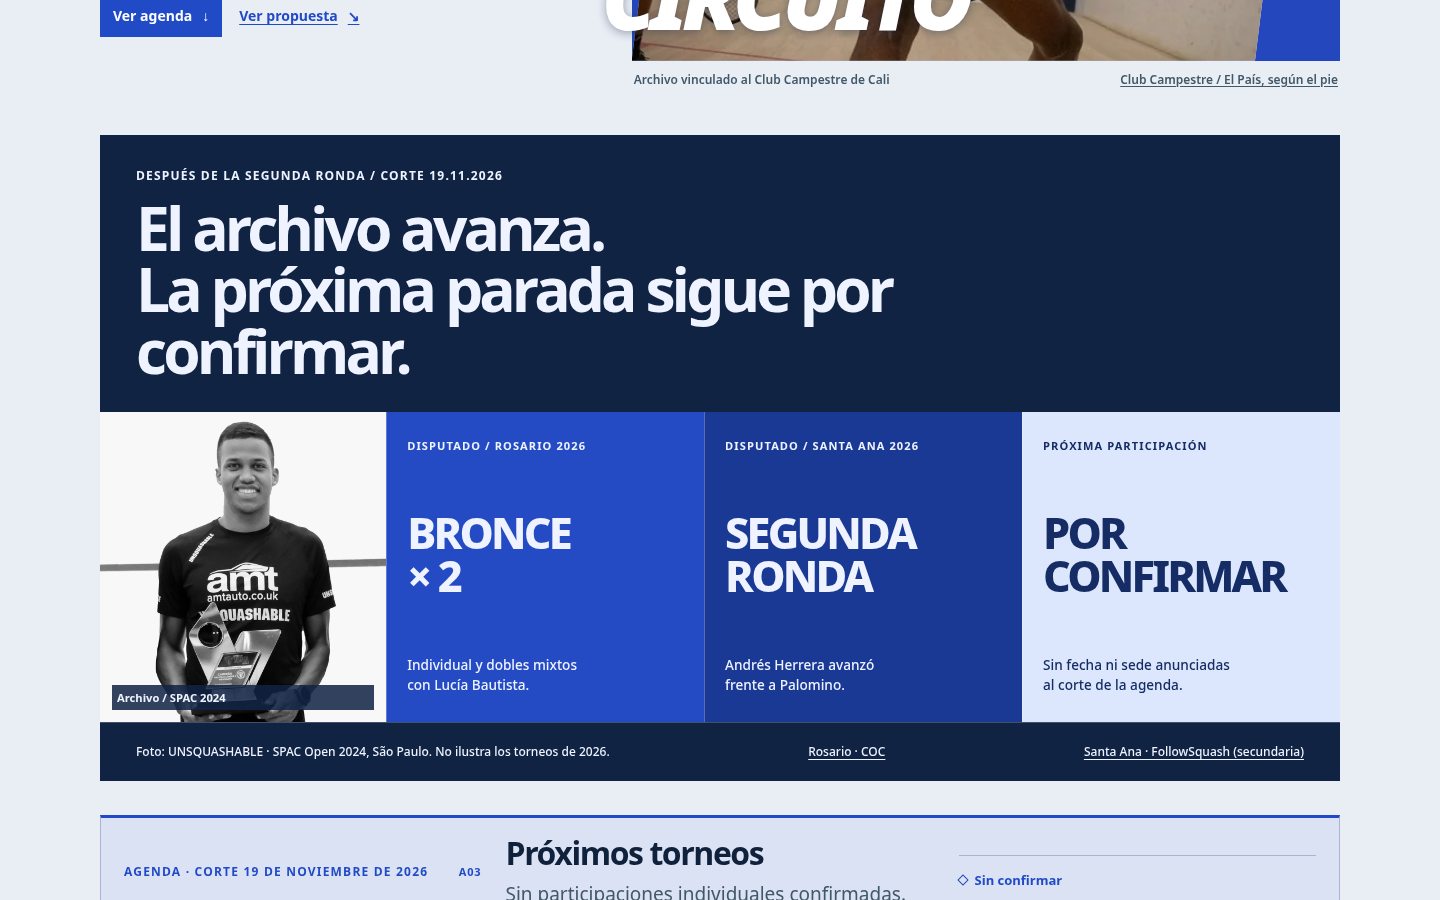 Ver agenda ↓
Ver propuesta ↘
CIRCUITO
Archivo vinculado al Club Campestre de Cali
Club Campestre / El País, según el pie
DESPUÉS DE LA SEGUNDA RONDA / CORTE 19.11.2026
El archivo avanza.
La próxima parada sigue por
confirmar.
amt
amtauto.co.uk
UNSQUASHABLE
Archivo / SPAC 2024
DISPUTADO / ROSARIO 2026
BRONCE
× 2
Individual y dobles mixtos
con Lucía Bautista.
DISPUTADO / SANTA ANA 2026
SEGUNDA
RONDA
Andrés Herrera avanzó
frente a Palomino.
PRÓXIMA PARTICIPACIÓN
POR
CONFIRMAR
Sin fecha ni sede anunciadas
al corte de la agenda.
Foto: UNSQUASHABLE · SPAC Open 2024, São Paulo. No ilustra los torneos de 2026.
Rosario · COC
Santa Ana · FollowSquash (secundaria)
AGENDA · CORTE 19 DE NOVIEMBRE DE 2026
A03
Próximos torneos
Sin participaciones individuales confirmadas.
◇ Sin confirmar